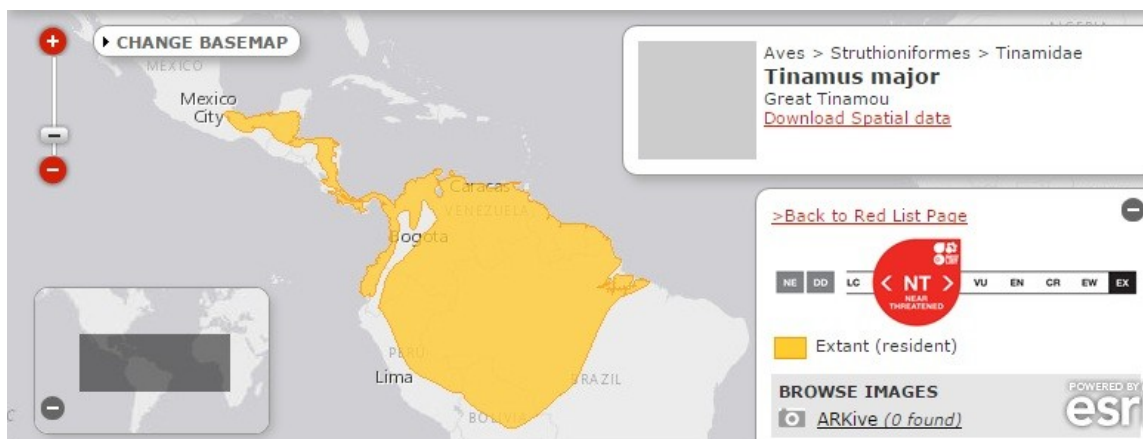 CHANGE BASEMAP
MEXICO
Mexico
City
Caracas
VENEZUELA
Bogota
PERU
Lima
BRAZIL
BOLIVIA
ALGERIA
Aves > Struthioniformes > Tinamidae
Tinamus major
Great Tinamou
Download Spatial data
>Back to Red List Page
NE DD LC < NT > VU EN CR EW EX
NEAR
THREATENED
Extant (resident)
BROWSE IMAGES
ARKive (0 found)
POWERED BY
esr